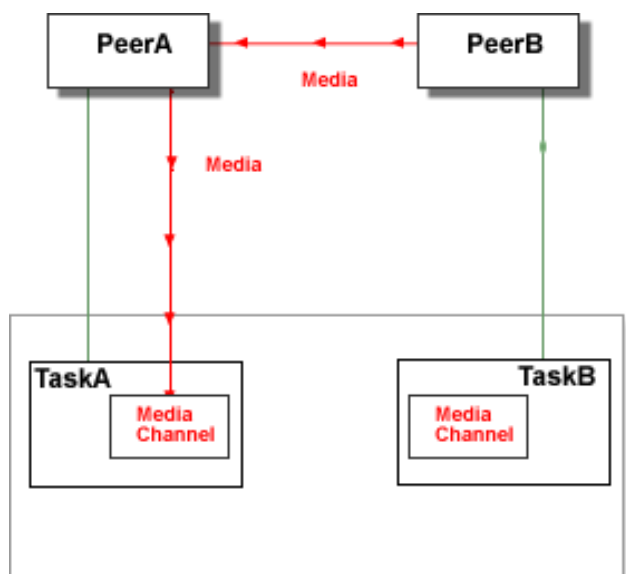 PeerA
PeerB
Media
Media
TaskA
TaskB
Media
Channel
Media
Channel